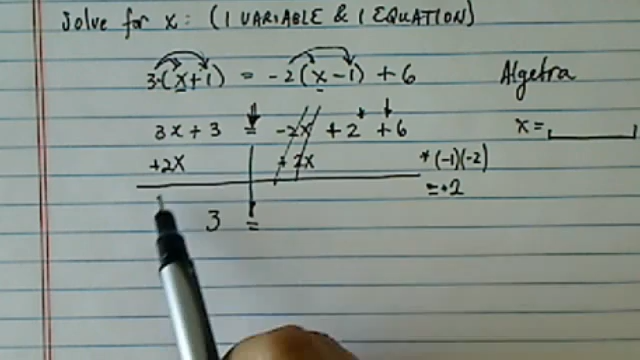 Solve for x: (1 VARIABLE & 1 EQUATION)
3·(x+1) = -2(x-1) + 6
Algebra
3x + 3 = -2x + 2 + 6
x =
+2x + 2x * (-1)(-2)
= +2
3 =